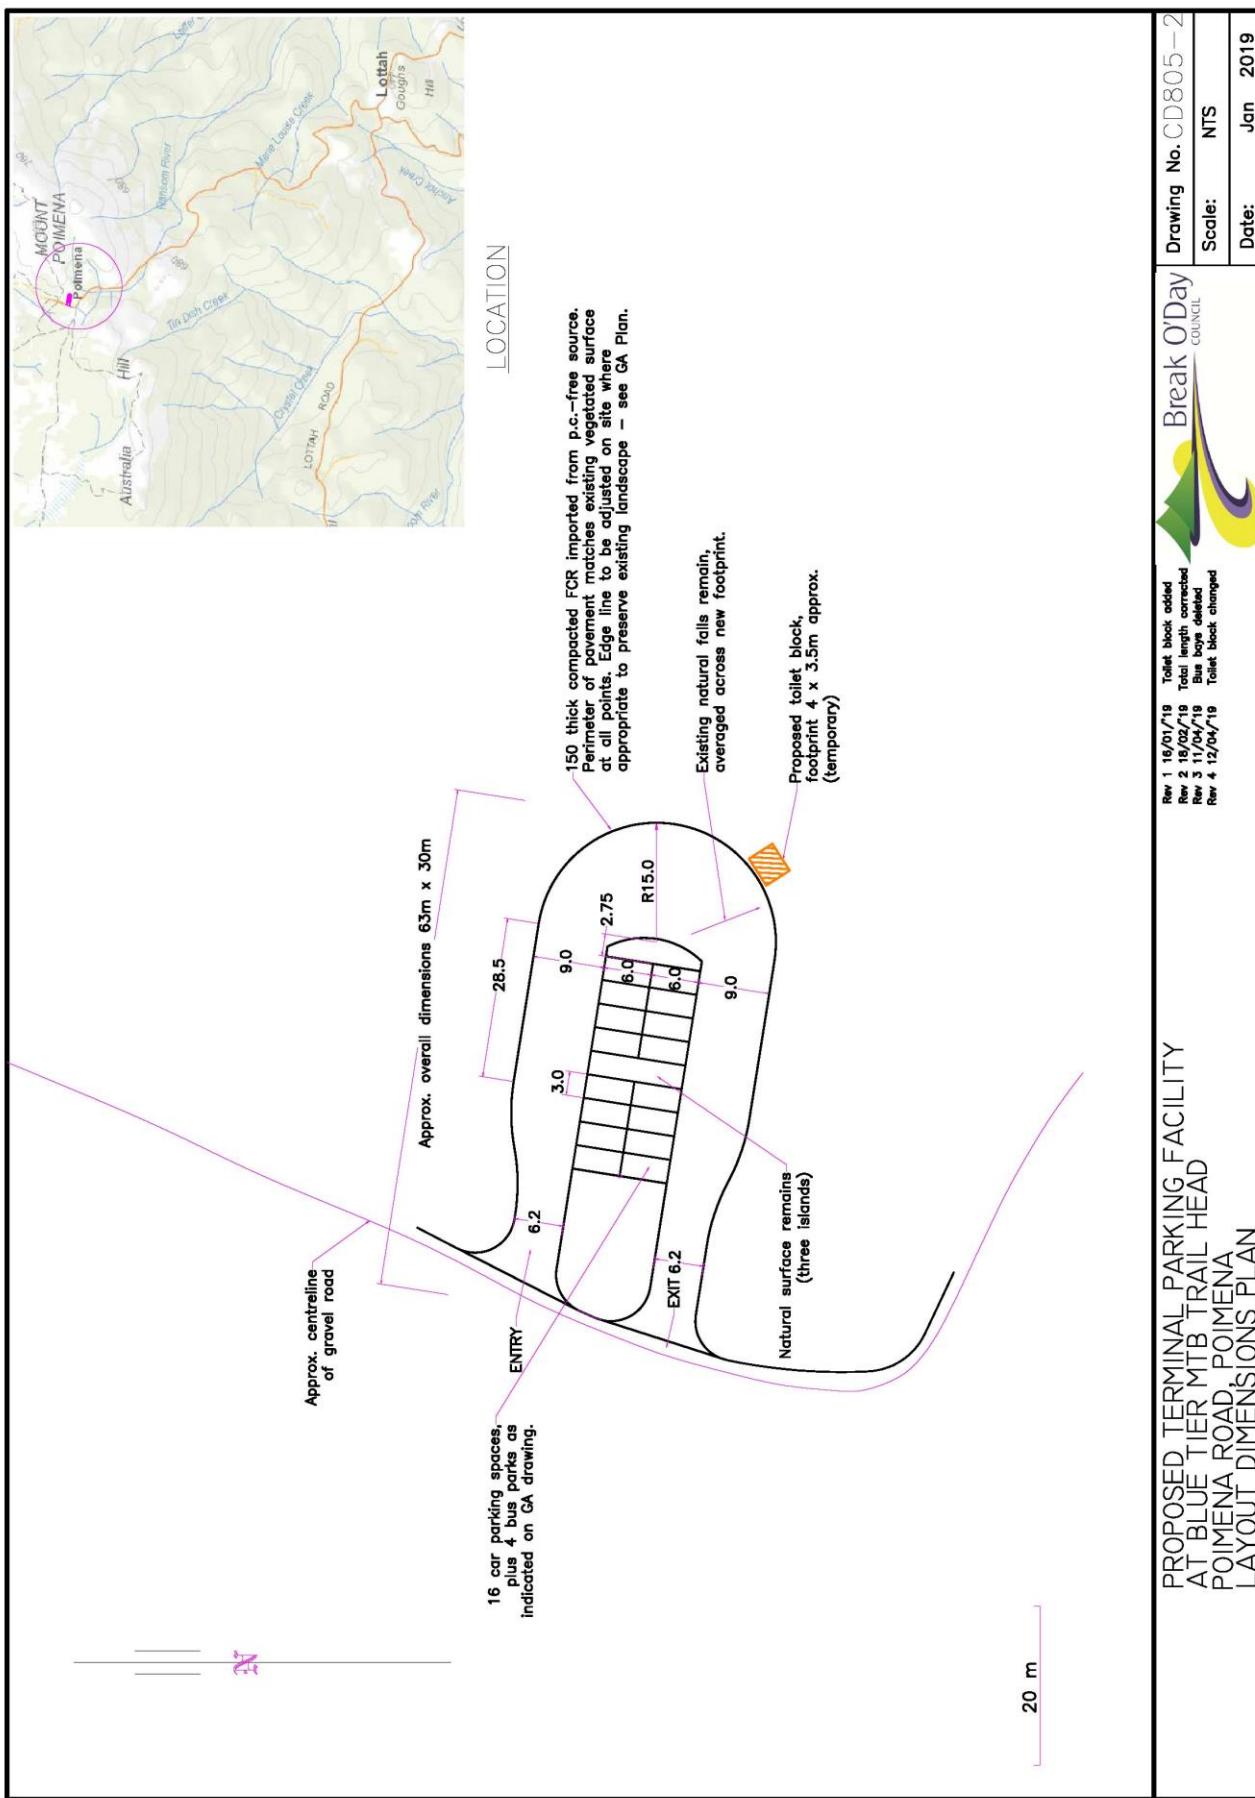 Approx. centreline
of gravel road
Approx. overall dimensions 63m x 30m
16 car parking spaces,
plus 4 bus parks as
indicated on GA drawing.
ENTRY
6.2
EXIT 6.2
28.5
9.0
3.0
6.0
6.0
2.75
R15.0
9.0
Natural surface remains
(three islands)
150 thick compacted FCR imported from p.c.-free source.
Perimeter of pavement matches existing vegetated surface
at all points. Edge line to be adjusted on site where
appropriate to preserve existing landscape - see GA Plan.
Existing natural falls remain,
averaged across new footprint.
Proposed toilet block,
footprint 4 x 3.5m approx.
(temporary)
N
20 m
LOCATION
MOUNT
POIMENA
Poimena
760
680
680
Ransom River
Marie Louise Creek
Lottah
Goughs
Hill
Anchor Creek
Tin Dish Creek
Australia
Hill
Crystal Creek
LOTTAH ROAD
River
PROPOSED TERMINAL PARKING FACILITY
AT BLUE TIER MTB TRAIL HEAD
POIMENA ROAD, POIMENA
LAYOUT DIMENSIONS PLAN
Rev 1 16/01/'19 Toilet block added
Rev 2 18/02/'19 Total length corrected
Rev 3 11/04/'19 Bus bays deleted
Rev 4 12/04/'19 Toilet block changed
Break O'Day
COUNCIL
Drawing No. CD805-2
Scale: NTS
Date: Jan 2019